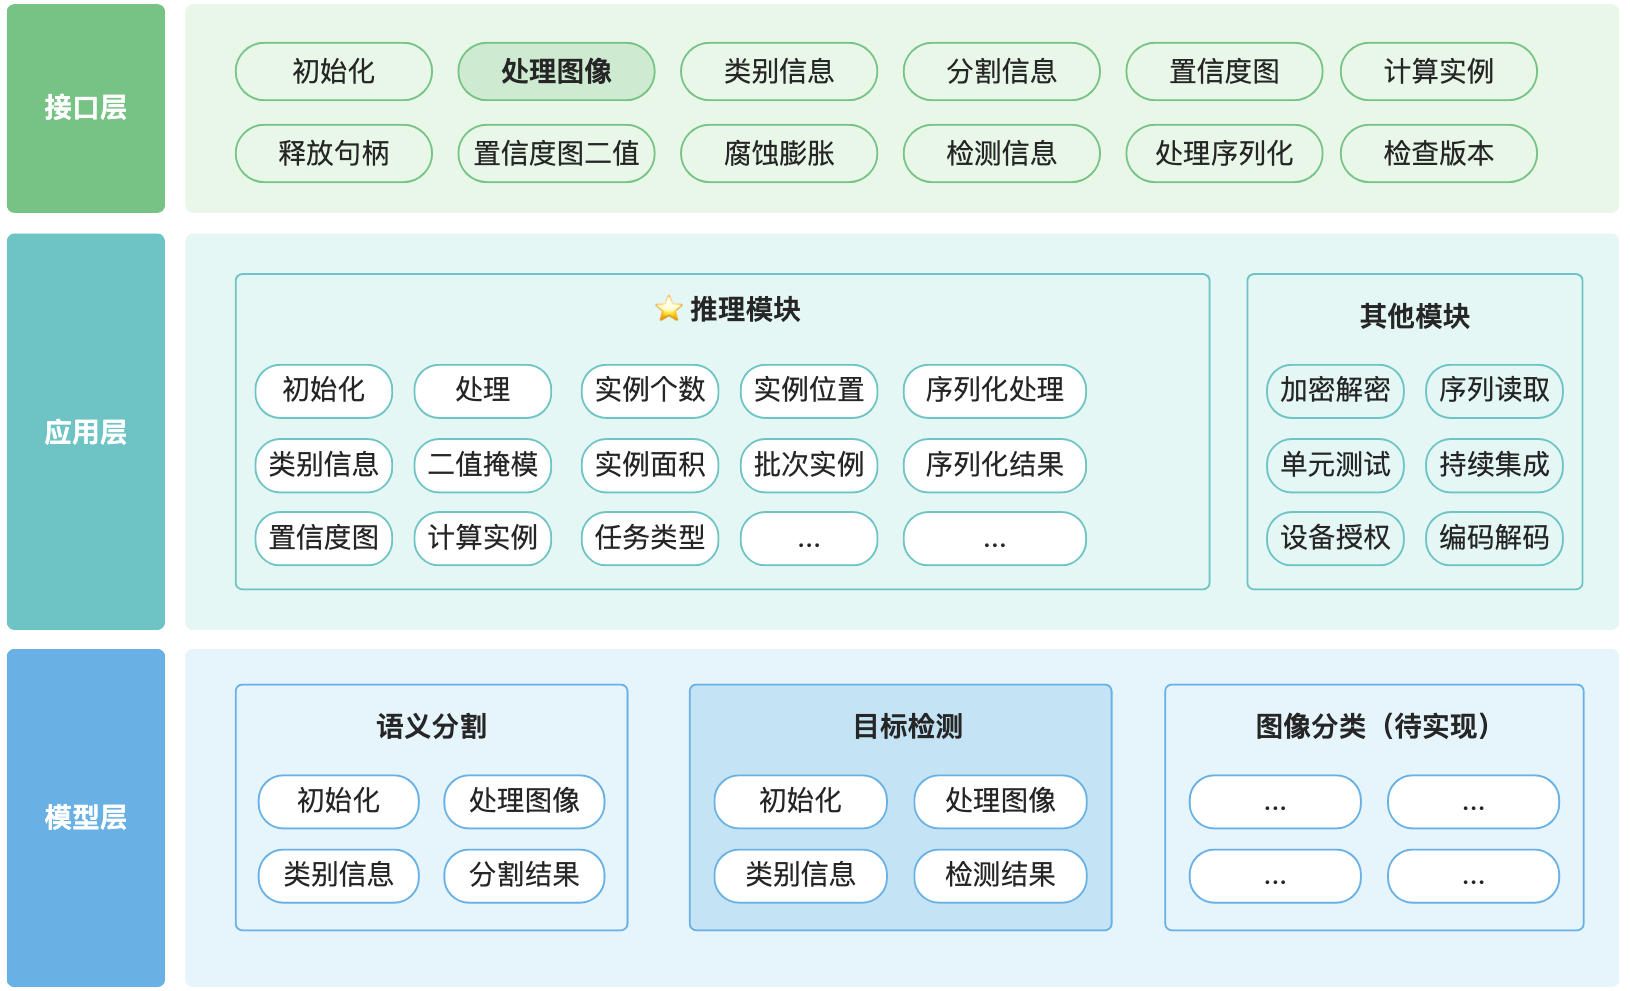 接口层
初始化
处理图像
类别信息
分割信息
置信度图
计算实例
释放句柄
置信度图二值
腐蚀膨胀
检测信息
处理序列化
检查版本
应用层
推理模块
初始化
处理
实例个数
实例位置
序列化处理
类别信息
二值掩模
实例面积
批次实例
序列化结果
置信度图
计算实例
任务类型
...
...
其他模块
加密解密
序列读取
单元测试
持续集成
设备授权
编码解码
模型层
语义分割
初始化
处理图像
类别信息
分割结果
目标检测
初始化
处理图像
类别信息
检测结果
图像分类（待实现）
...
...
...
...